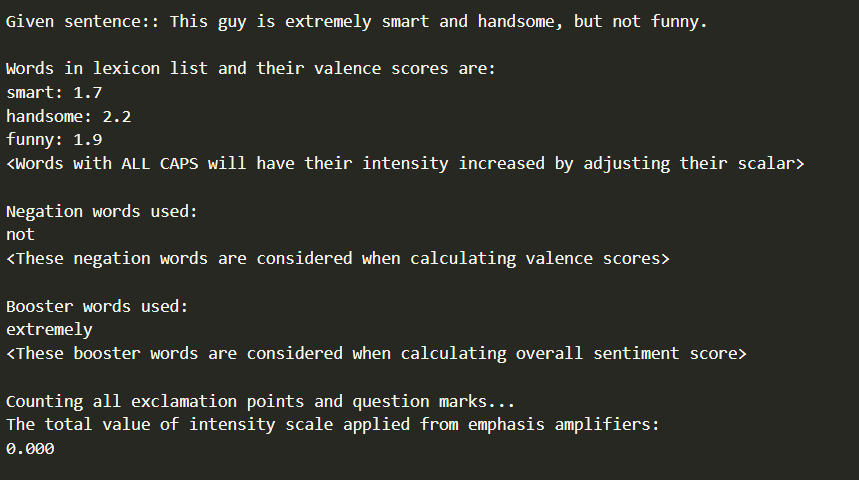 Given sentence:: This guy is extremely smart and handsome, but not funny.
Words in lexicon list and their valence scores are:
smart: 1.7
handsome: 2.2
funny: 1.9
<Words with ALL CAPS will have their intensity increased by adjusting their scalar>
Negation words used:
not
<These negation words are considered when calculating valence scores>
Booster words used:
extremely
<These booster words are considered when calculating overall sentiment score>
Counting all exclamation points and question marks...
The total value of intensity scale applied from emphasis amplifiers:
0.000